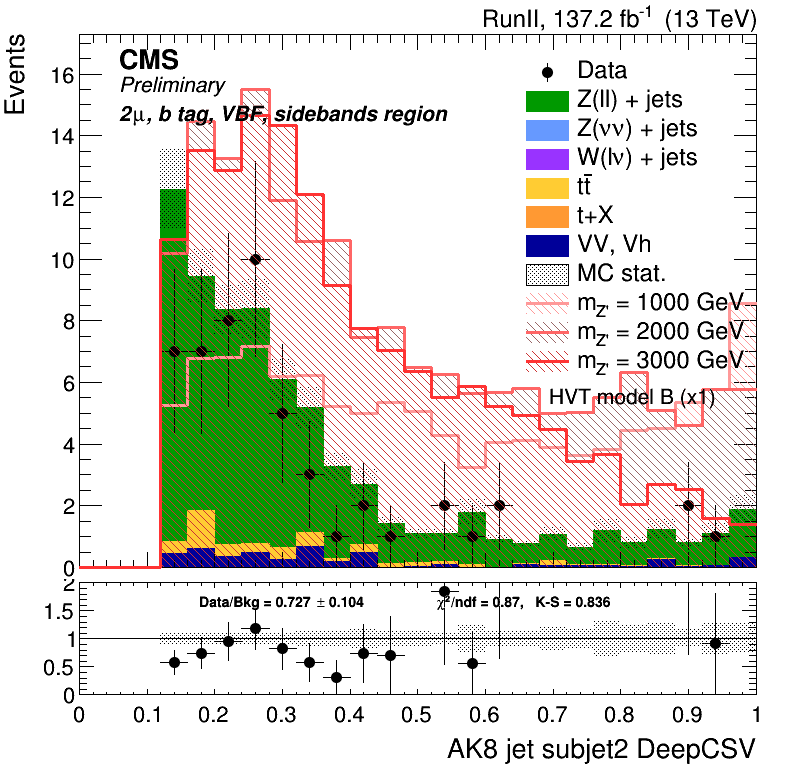 RunII, 137.2 fb⁻¹ (13 TeV)
Events
CMS
Preliminary
2μ, b tag, VBF, sidebands region
Data
Z(ll) + jets
Z(νν) + jets
W(lν) + jets
tt̄
t+X
VV, Vh
MC stat.
m_Z' = 1000 GeV
m_Z' = 2000 GeV
m_Z' = 3000 GeV
HVT model B (x1)
16
14
12
10
8
6
4
2
0
Data/Bkg = 0.727 ± 0.104 χ²/ndf = 0.87, K-S = 0.836
2
1.5
1
0.5
0
0 0.1 0.2 0.3 0.4 0.5 0.6 0.7 0.8 0.9 1
AK8 jet subjet2 DeepCSV